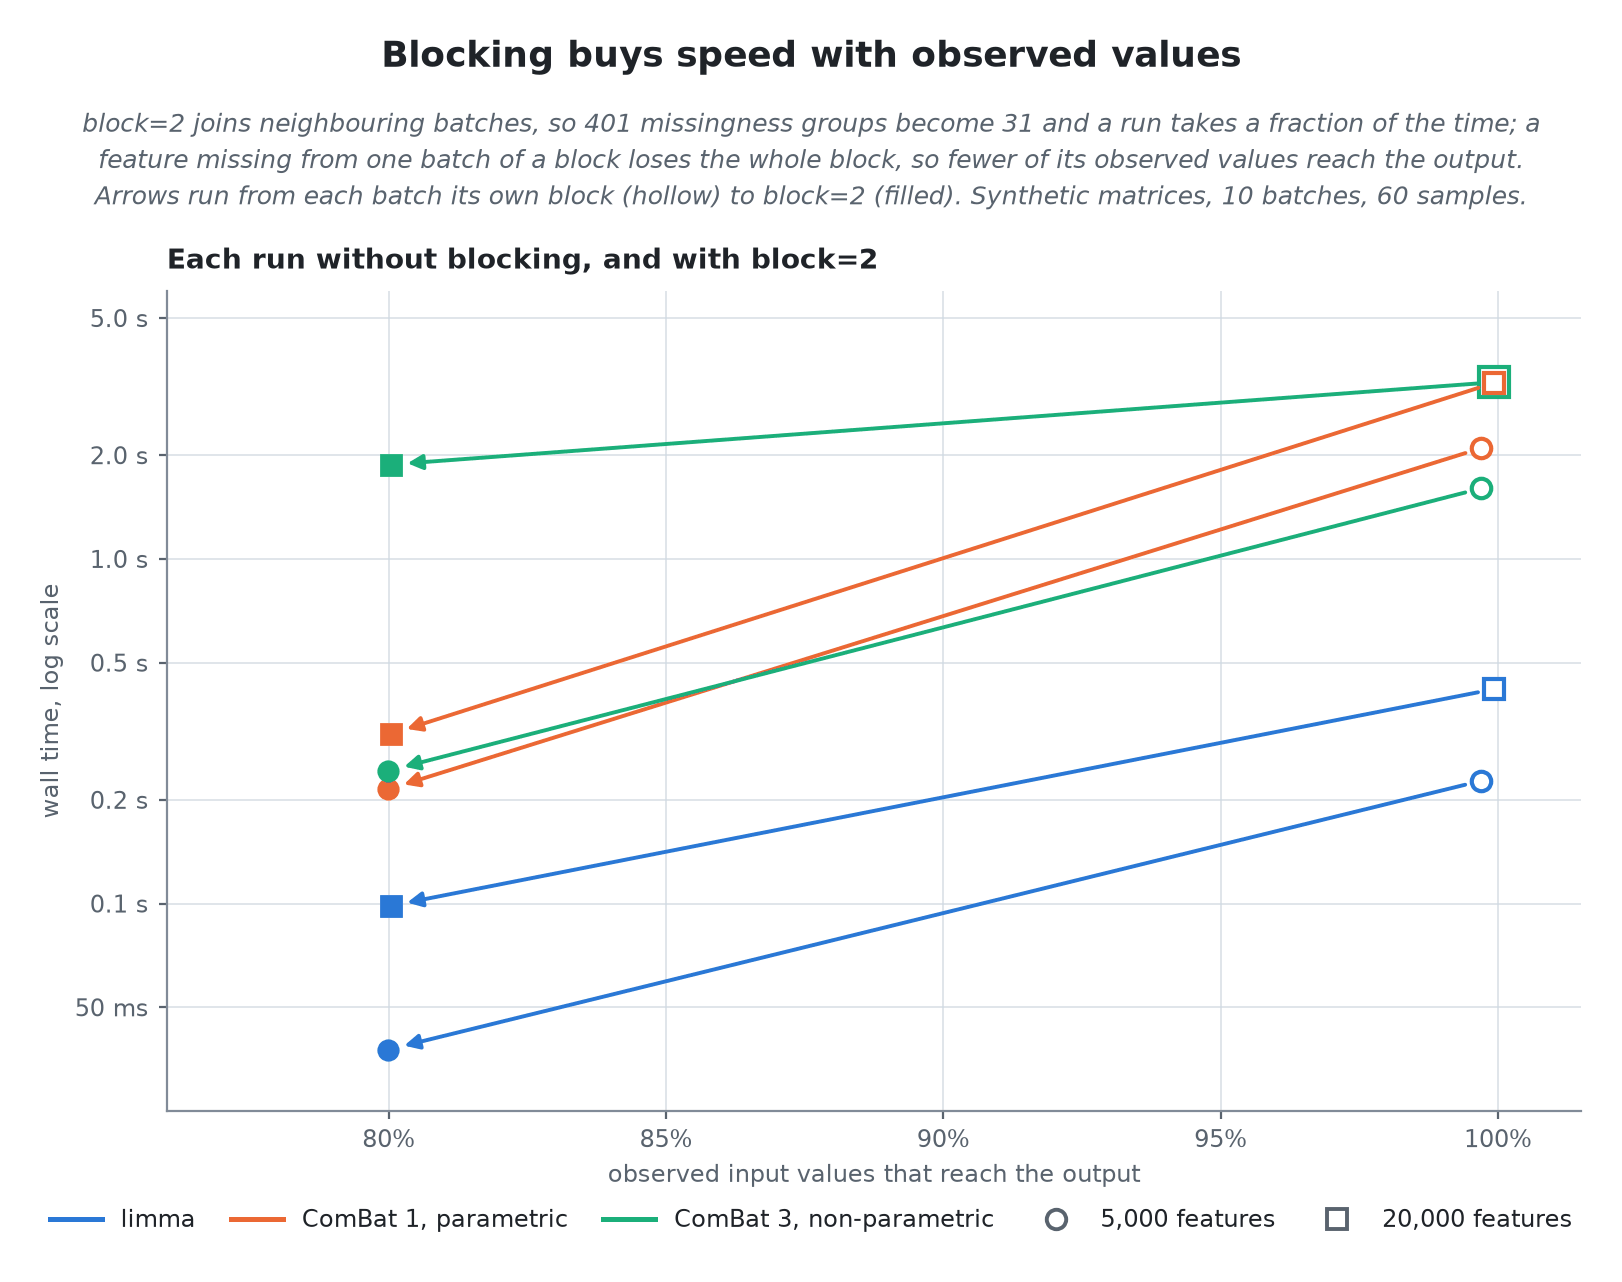 Blocking buys speed with observed values
block=2 joins neighbouring batches, so 401 missingness groups become 31 and a run takes a fraction of the time; a
feature missing from one batch of a block loses the whole block, so fewer of its observed values reach the output.
Arrows run from each batch its own block (hollow) to block=2 (filled). Synthetic matrices, 10 batches, 60 samples.
Each run without blocking, and with block=2
5.0 s
2.0 s
1.0 s
0.5 s
0.2 s
0.1 s
50 ms
wall time, log scale
80%
85%
90%
95%
100%
observed input values that reach the output
limma
ComBat 1, parametric
ComBat 3, non-parametric
5,000 features
20,000 features